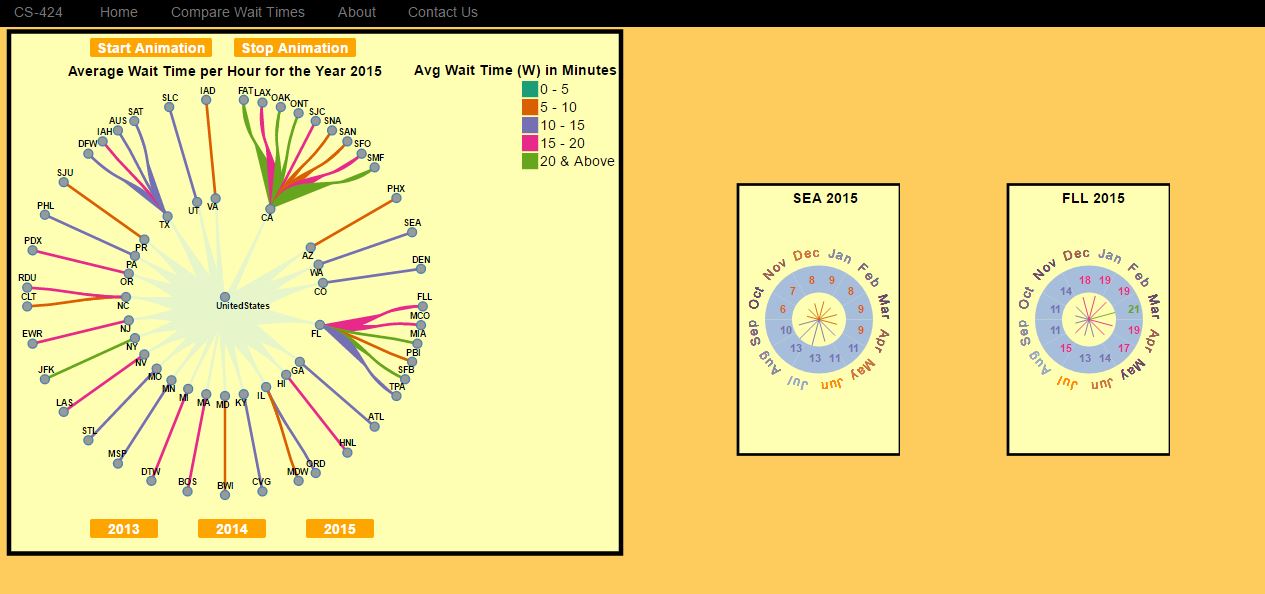 CS-424 Home Compare Wait Times About Contact Us
Start Animation Stop Animation
Average Wait Time per Hour for the Year 2015
Avg Wait Time (W) in Minutes
0 - 5
5 - 10
10 - 15
15 - 20
20 & Above
IAD
SLC
SAT
AUS
IAH
DFW
SJU
PHL
PDX
RDU
CLT
EWR
JFK
LAS
STL
MSP
DTW
BOS
BWI
CVG
MDW
ORD
HNL
ATL
TPA
SFB
PBI
MIA
MCO
FLL
DEN
SEA
PHX
SMF
SFO
SAN
SNA
SJC
ONT
OAK
LAX
FAT
VA
UT
TX
PR
PA
OR
NC
NJ
NY
NV
MO
MN
MI
MA
MD
KY
IL
HI
GA
FL
CO
WA
AZ
CA
UnitedStates
2013 2014 2015
SEA 2015
Jan Feb Mar Apr May Jun Jul Aug Sep Oct Nov Dec
9 8 9 9 11 11 13 13 10 6 7 8
FLL 2015
Jan Feb Mar Apr May Jun Jul Aug Sep Oct Nov Dec
19 19 21 19 17 14 13 15 11 11 14 18